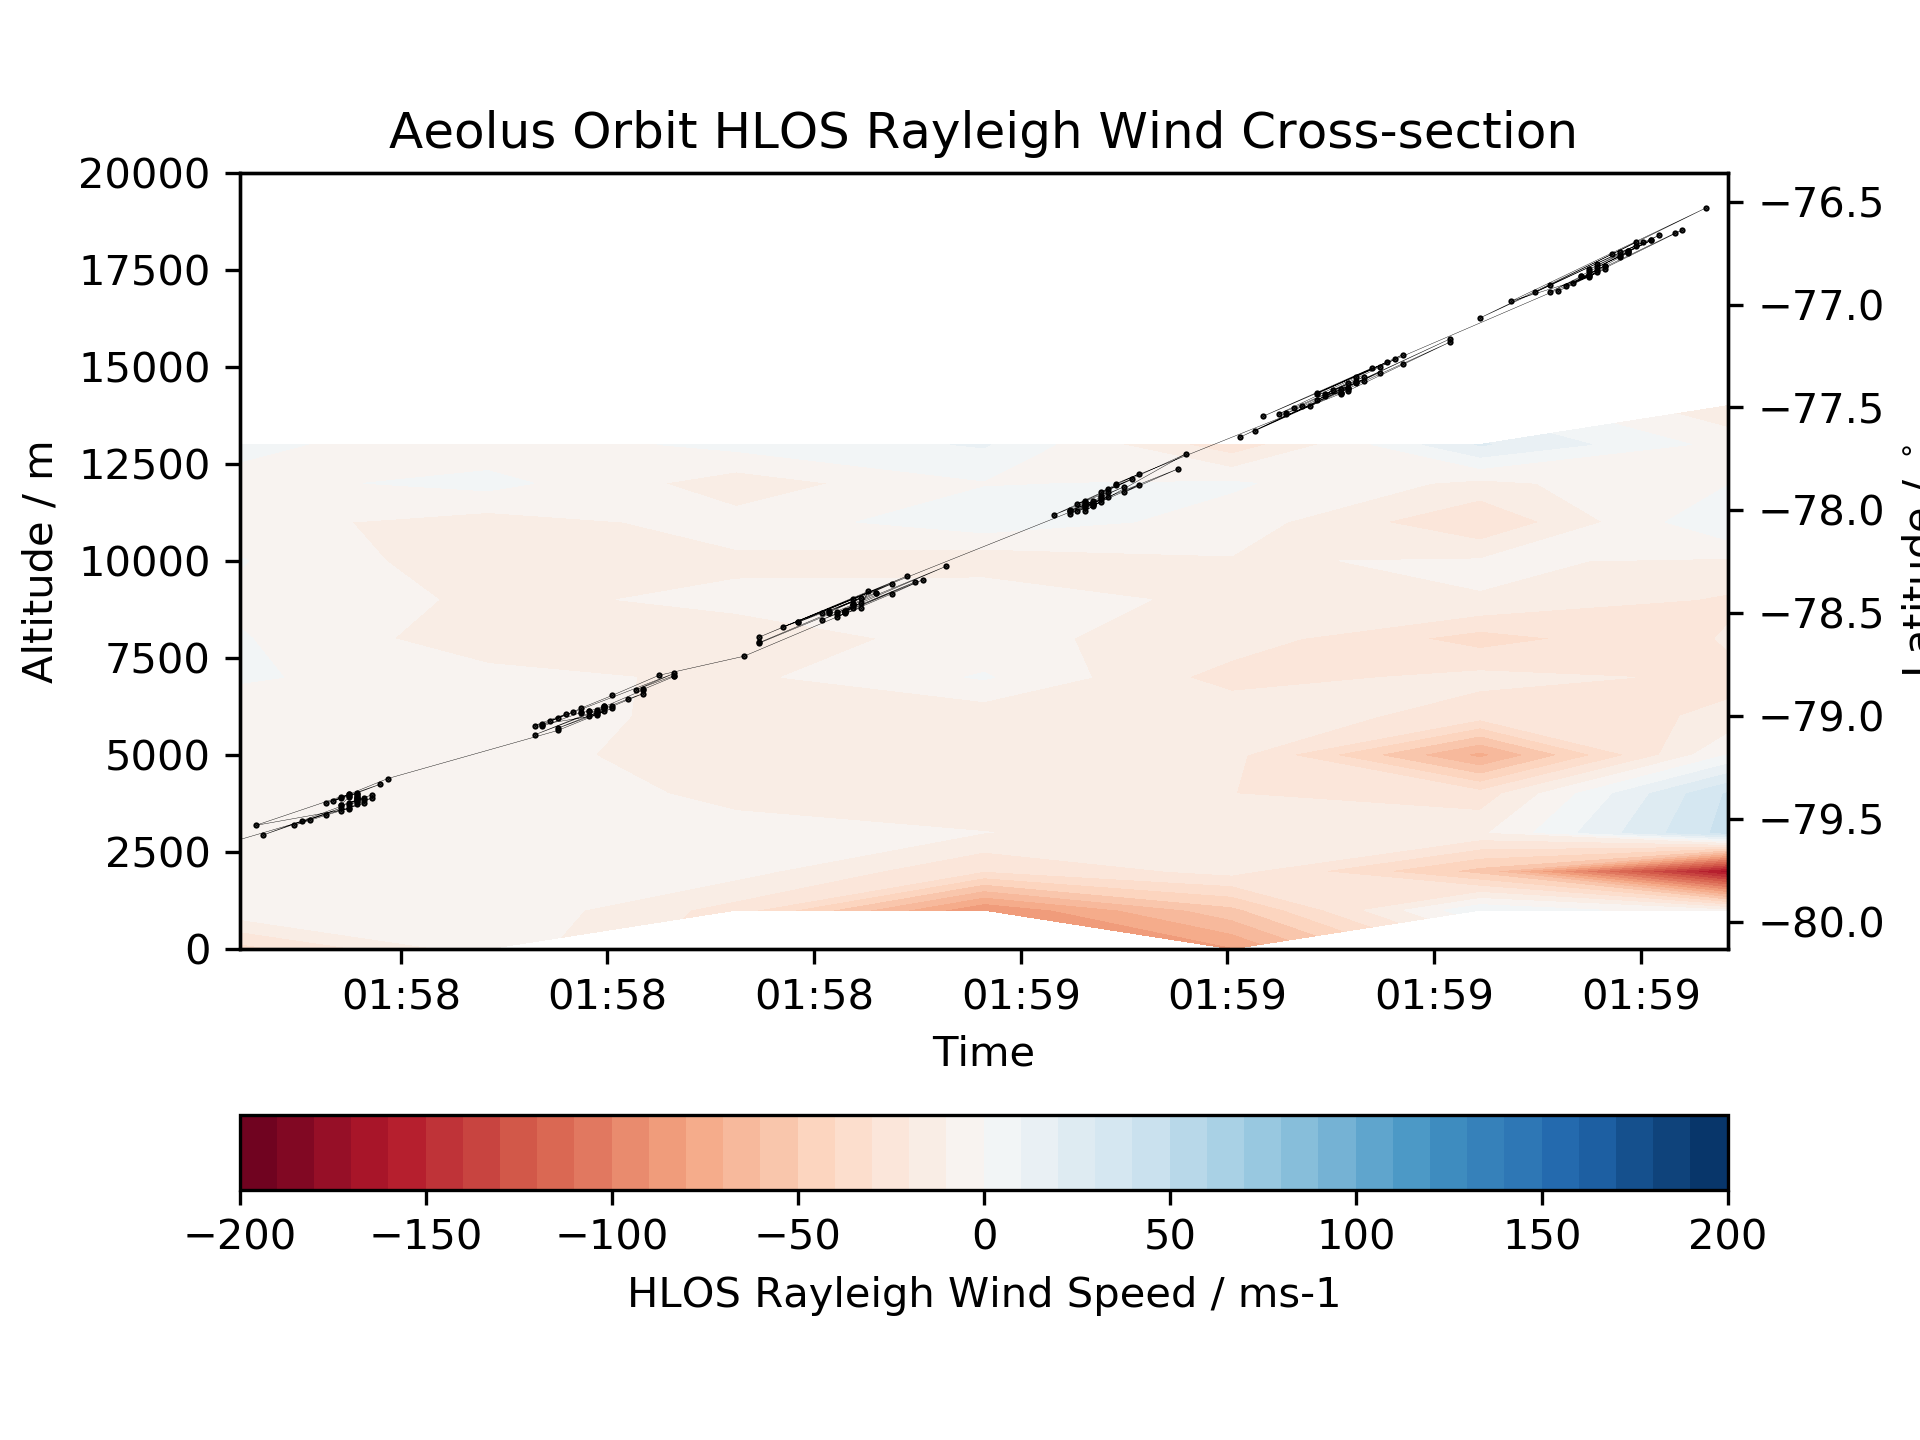 Aeolus Orbit HLOS Rayleigh Wind Cross-section
20000
17500
15000
12500
10000
7500
5000
2500
0
Altitude / m
−76.5
−77.0
−77.5
−78.0
−78.5
−79.0
−79.5
−80.0
Latitude / °
01:58 01:58 01:58 01:59 01:59 01:59 01:59
Time
−200 −150 −100 −50 0 50 100 150 200
HLOS Rayleigh Wind Speed / ms-1